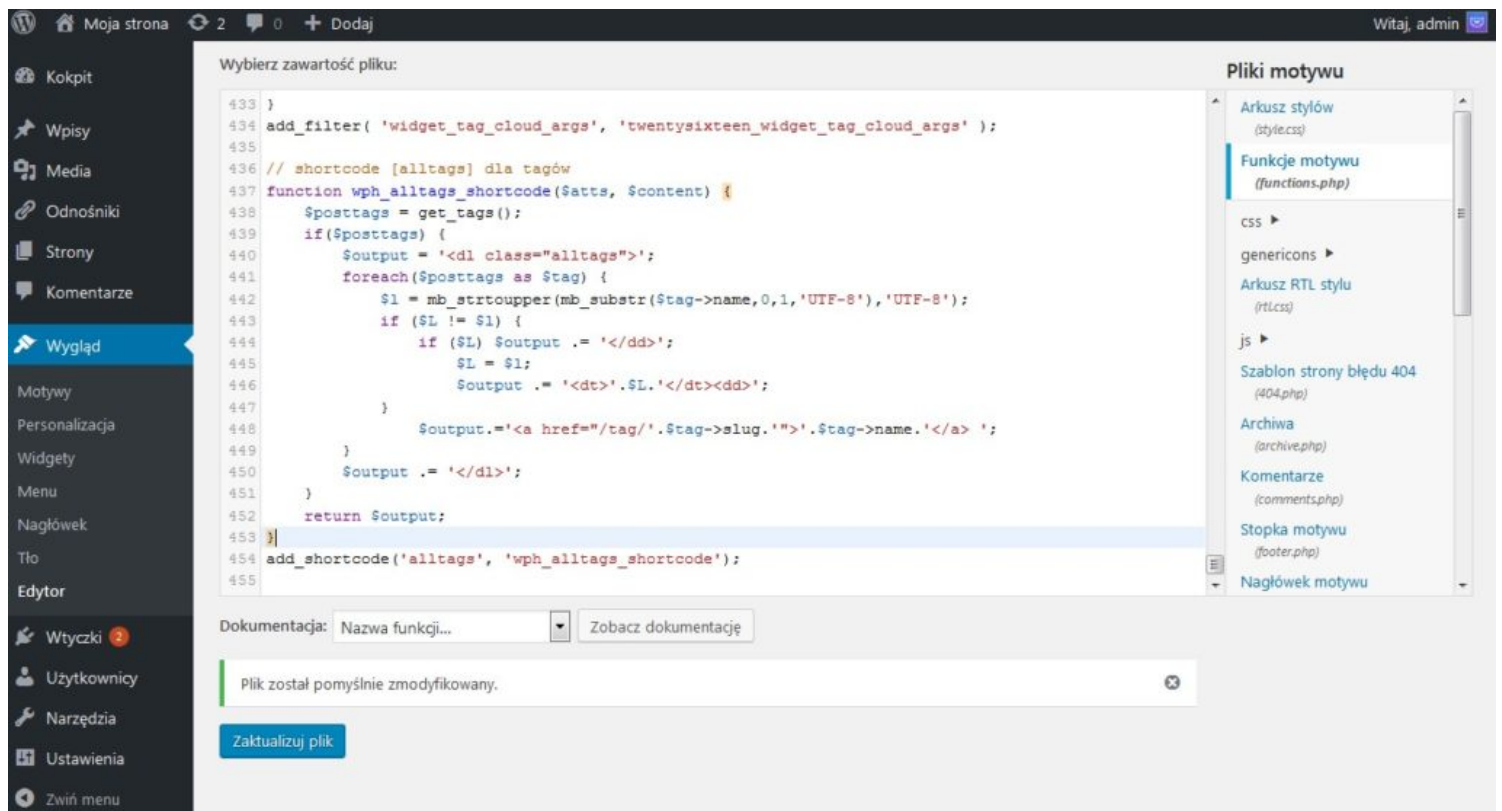 Moja strona 2 0 + Dodaj
Witaj, admin
Kokpit
Wpisy
Media
Odnośniki
Strony
Komentarze
Wygląd
Motywy
Personalizacja
Widgety
Menu
Nagłówek
Tło
Edytor
Wtyczki 2
Użytkownicy
Narzędzia
Ustawienia
Zwiń menu
Wybierz zawartość pliku:
433 }
434 add_filter( 'widget_tag_cloud_args', 'twentysixteen_widget_tag_cloud_args' );
435
436 // shortcode [alltags] dla tagów
437 function wph_alltags_shortcode($atts, $content) {
438     $posttags = get_tags();
439     if($posttags) {
440         $output = '<dl class="alltags">';
441         foreach($posttags as $tag) {
442             $l = mb_strtoupper(mb_substr($tag->name,0,1,'UTF-8'),'UTF-8');
443             if ($L != $l) {
444                 if ($L) $output .= '</dd>';
445                     $L = $l;
446                     $output .= '<dt>'.$L.'</dt><dd>';
447             }
448                 $output.='<a href="/tag/'.$tag->slug.'">'.$tag->name.'</a> ';
449         }
450         $output .= '</dl>';
451     }
452     return $output;
453 }
454 add_shortcode('alltags', 'wph_alltags_shortcode');
455
Dokumentacja: Nazwa funkcji... Zobacz dokumentację
Plik został pomyślnie zmodyfikowany.
Zaktualizuj plik
Pliki motywu
Arkusz stylów
(style.css)
Funkcje motywu
(functions.php)
css
genericons
Arkusz RTL stylu
(rtl.css)
js
Szablon strony błędu 404
(404.php)
Archiwa
(archive.php)
Komentarze
(comments.php)
Stopka motywu
(footer.php)
Nagłówek motywu